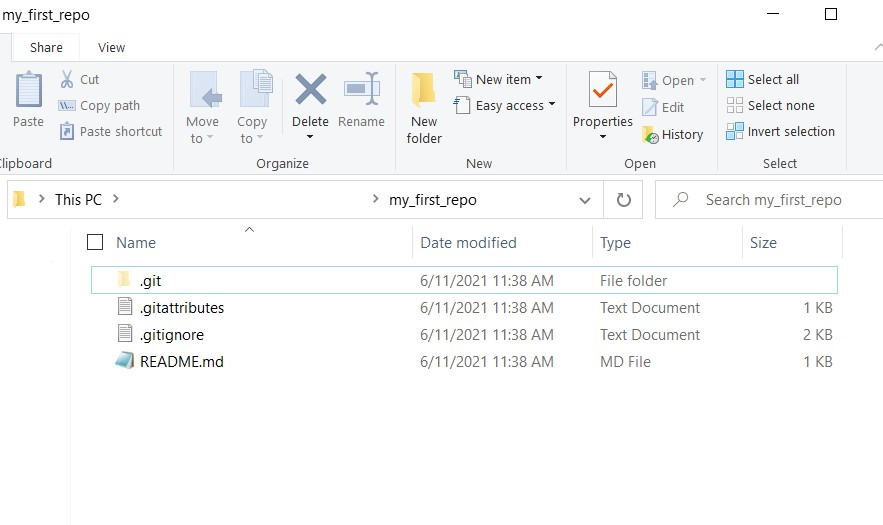 my_first_repo
Share View
Cut
Copy path
Paste shortcut
Paste
Clipboard
Move to
Copy to
Delete
Rename
Organize
New folder
New item
Easy access
New
Properties
Open
Edit
History
Open
Select all
Select none
Invert selection
Select
This PC my_first_repo
Search my_first_repo
Name Date modified Type Size
.git 6/11/2021 11:38 AM File folder
.gitattributes 6/11/2021 11:38 AM Text Document 1 KB
.gitignore 6/11/2021 11:38 AM Text Document 2 KB
README.md 6/11/2021 11:38 AM MD File 1 KB